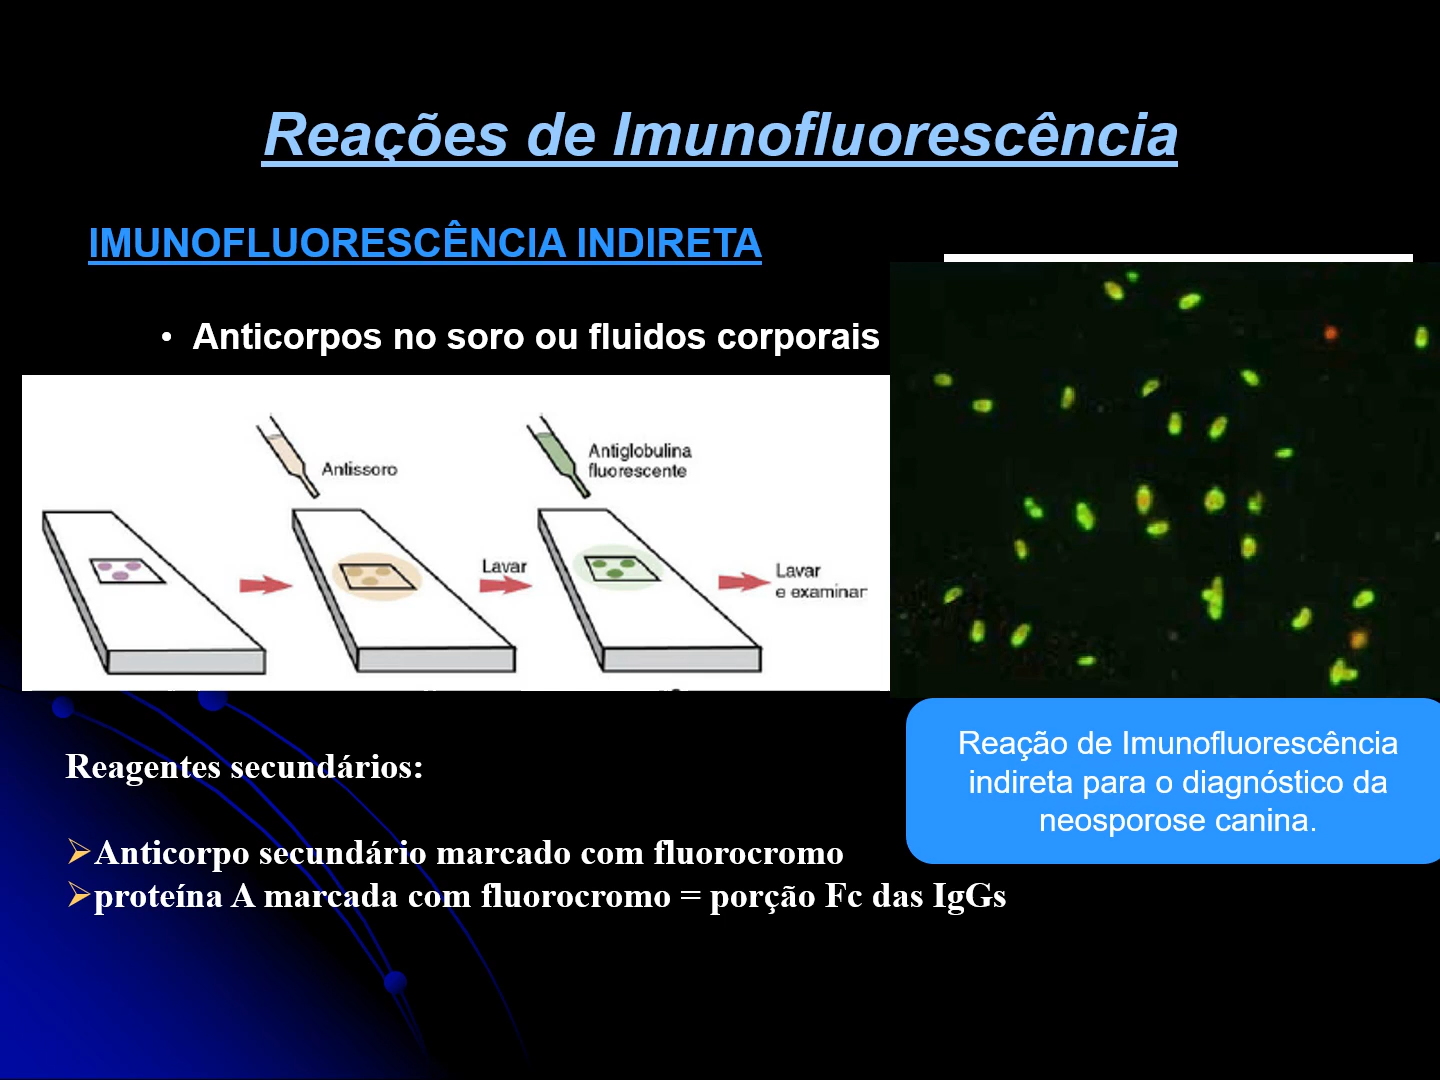 Reações de Imunofluorescência
IMUNOFLUORESCÊNCIA INDIRETA
• Anticorpos no soro ou fluidos corporais
Antissoro
Antiglobulina
fluorescente
Lavar
Lavar
e examinar
Reação de Imunofluorescência
indireta para o diagnóstico da
neosporose canina.
Reagentes secundários:
Anticorpo secundário marcado com fluorocromo
proteína A marcada com fluorocromo = porção Fc das IgGs